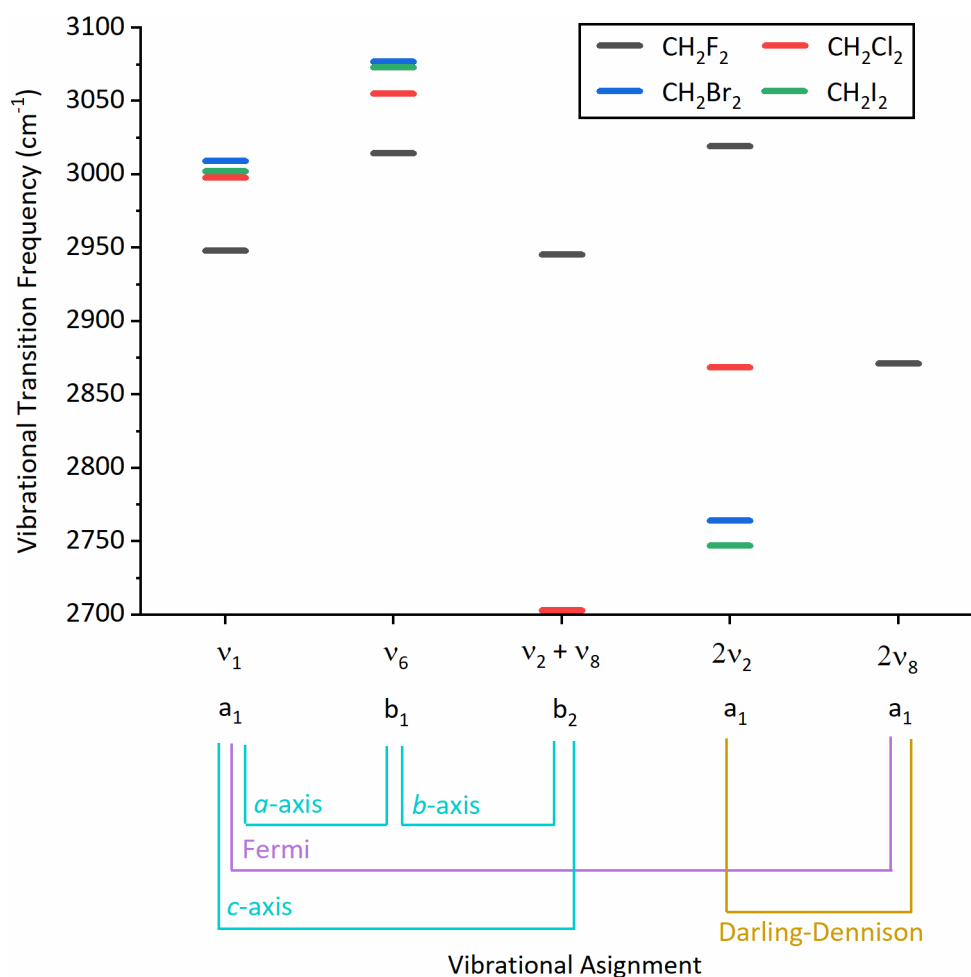 3100
3050
3000
2950
2900
2850
2800
2750
2700
Vibrational Transition Frequency (cm⁻¹)
CH₂F₂ CH₂Cl₂
CH₂Br₂ CH₂I₂
ν₁ ν₆ ν₂ + ν₈ 2ν₂ 2ν₈
a₁ b₁ b₂ a₁ a₁
a-axis b-axis
Fermi
c-axis
Darling-Dennison
Vibrational Asignment